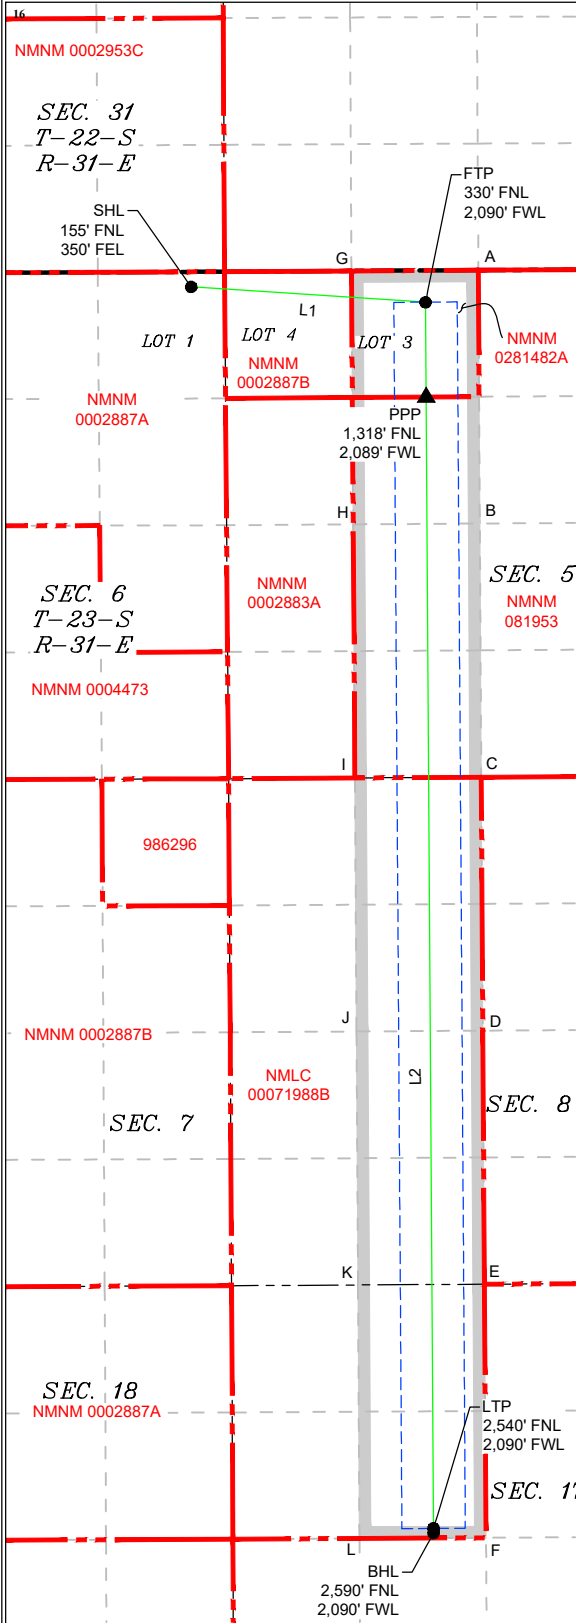 16
NMNM 0002953C
SEC. 31
T-22-S
R-31-E
FTP
330' FNL
2,090' FWL
SHL
155' FNL
350' FEL
G
A
L1
LOT 1
LOT 4
LOT 3
NMNM
0281482A
NMNM
0002887B
NMNM
0002887A
PPP
1,318' FNL
2,089' FWL
H
B
SEC. 5
NMNM
081953
NMNM
0002883A
SEC. 6
T-23-S
R-31-E
NMNM 0004473
I
C
986296
J
D
NMNM 0002887B
L2
NMLC
00071988B
SEC. 7
SEC. 8
K
E
SEC. 18
NMNM 0002887A
LTP
2,540' FNL
2,090' FWL
SEC. 17
L
F
BHL
2,590' FNL
2,090' FWL